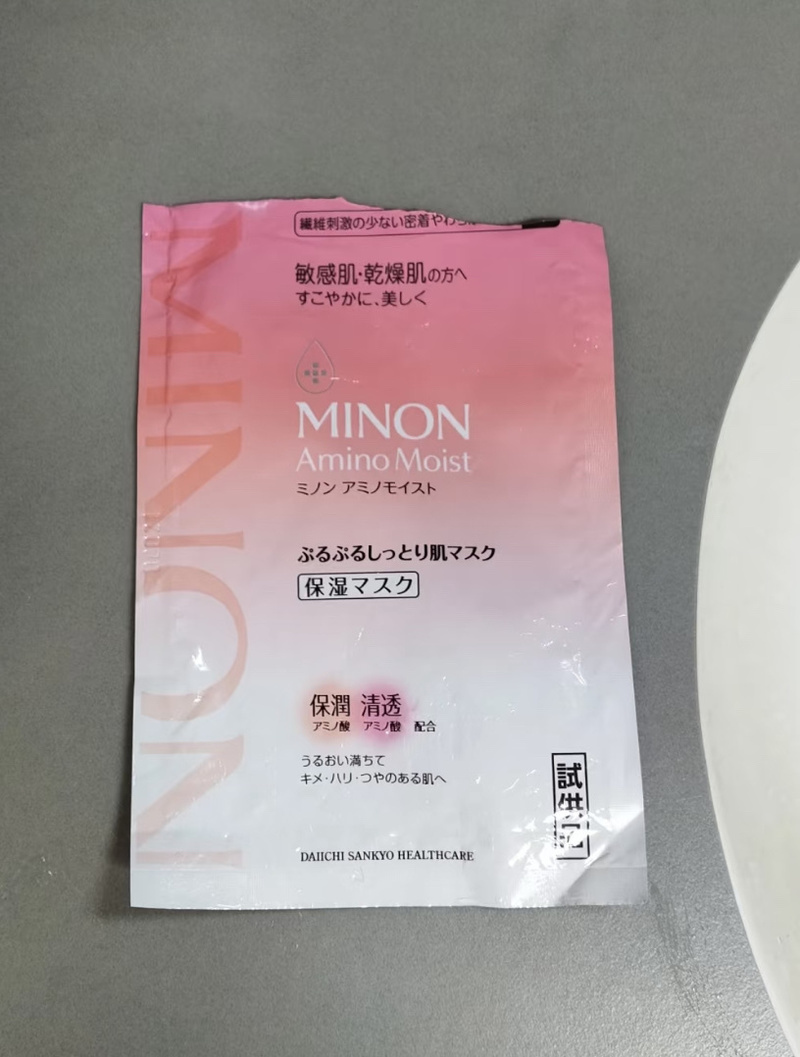 繊維刺激の少ない密着やわら
敏感肌・乾燥肌の方へ
すこやかに、美しく
MINON
Amino Moist
ミノン アミノモイスト
ぷるぷるしっとり肌マスク
保湿マスク
保潤 清透
アミノ酸 アミノ酸 配合
うるおい満ちて
キメ・ハリ・つやのある肌へ
DAIICHI SANKYO HEALTHCARE
試供品
MINON